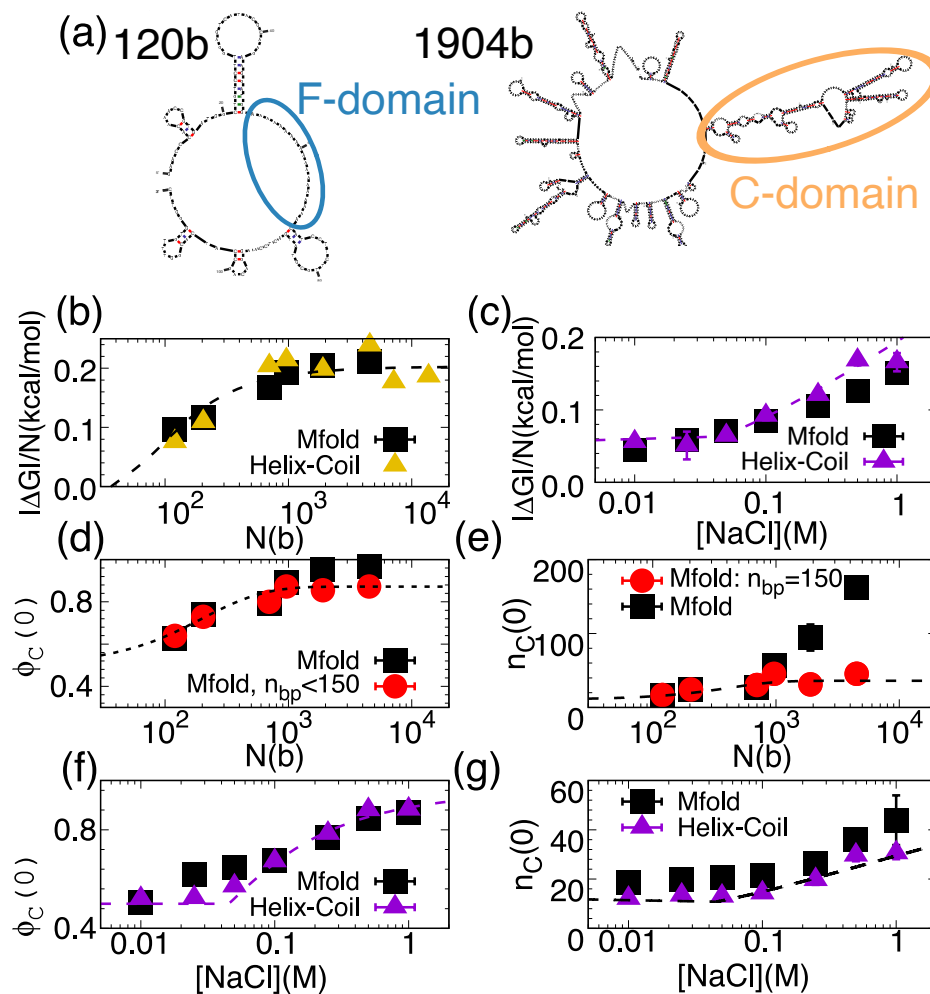 (a) 120b 1904b
F-domain
C-domain
(b) (c)
|ΔG|/N(kcal/mol)
0.2
0.1
0.0
Mfold
Helix-Coil
10² 10³ 10⁴
N(b)
|ΔG|/N(kcal/mol)
0.2
0.1
0.0
Mfold
Helix-Coil
0.01 0.1 1
[NaCl](M)
(d) (e)
ϕC(0)
0.8
0.4
Mfold
Mfold, nbp<150
10² 10³ 10⁴
N(b)
nC(0)
200
100
0
Mfold: nbp=150
Mfold
10² 10³ 10⁴
N(b)
(f) (g)
ϕC(0)
0.8
0.4
Mfold
Helix-Coil
0.01 0.1 1
[NaCl](M)
nC(0)
60
40
20
0
Mfold
Helix-Coil
0.01 0.1 1
[NaCl](M)